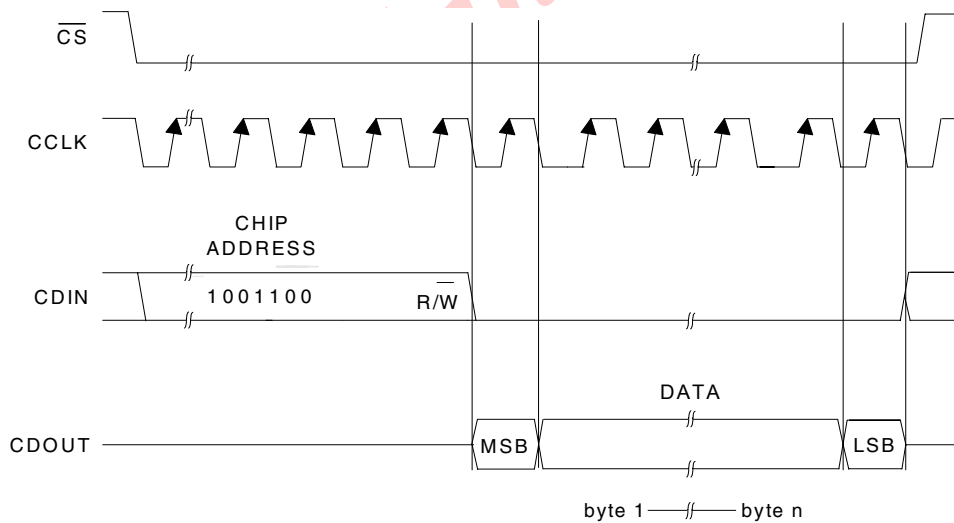 CS
CCLK
CHIP
ADDRESS
CDIN
1001100
R/W
DATA
CDOUT
MSB
LSB
byte 1
byte n